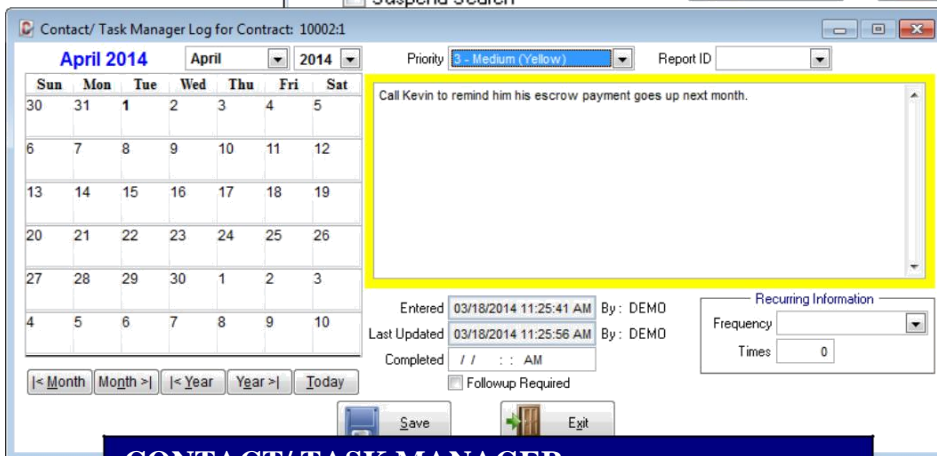 Suspend Search
Contact/ Task Manager Log for Contract: 10002:1
April 2014 April 2014 Priority 3 - Medium (Yellow) Report ID
Sun Mon Tue Wed Thu Fri Sat
30 31 1 2 3 4 5
6 7 8 9 10 11 12
13 14 15 16 17 18 19
20 21 22 23 24 25 26
27 28 29 30 1 2 3
4 5 6 7 8 9 10
|< Month Month >| |< Year Year >| Today
Call Kevin to remind him his escrow payment goes up next month.
Entered 03/18/2014 11:25:41 AM By: DEMO
Last Updated 03/18/2014 11:25:56 AM By: DEMO
Completed / / : : AM
Followup Required
Recurring Information
Frequency
Times 0
Save Exit
CONTACT/ TASK MANAGER